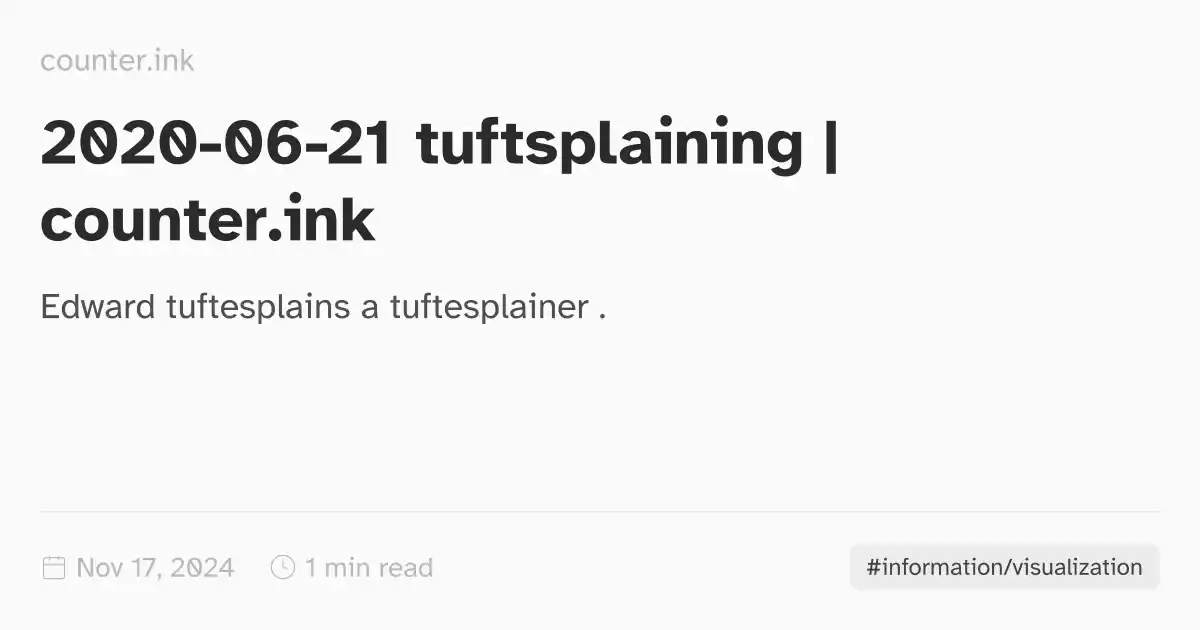 counter.ink
2020-06-21 tuftsplaining |
counter.ink
Edward tuftesplains a tuftesplainer .
Nov 17, 2024 1 min read #information/visualization